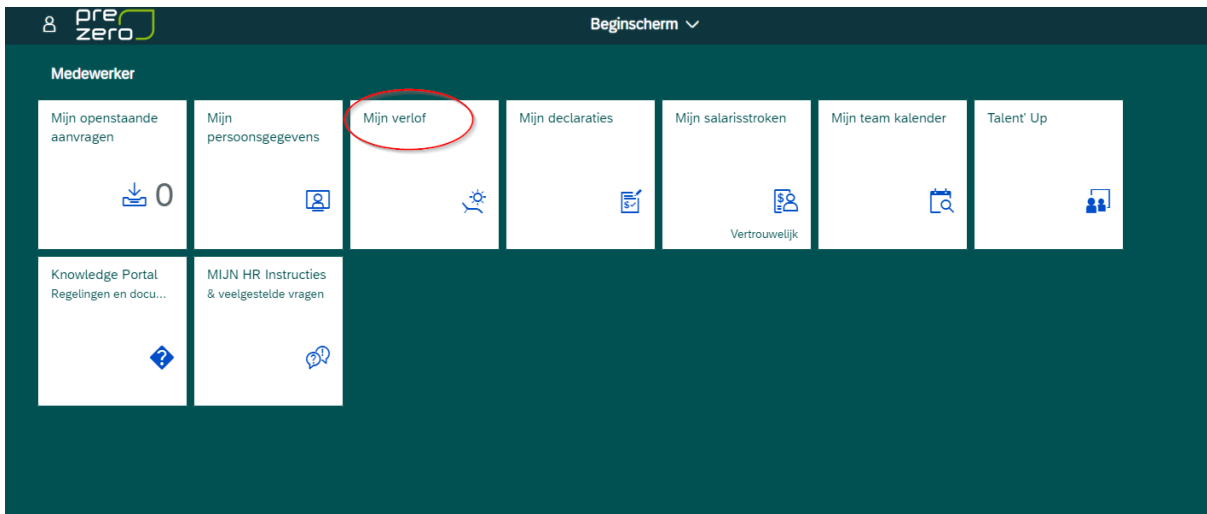 pre
zero
Beginscherm
Medewerker
Mijn openstaande
aanvragen
0
Mijn
persoonsgegevens
Mijn verlof
Mijn declaraties
Mijn salarisstroken
Vertrouwelijk
Mijn team kalender
Talent' Up
Knowledge Portal
Regelingen en docu...
MIJN HR Instructies
& veelgestelde vragen